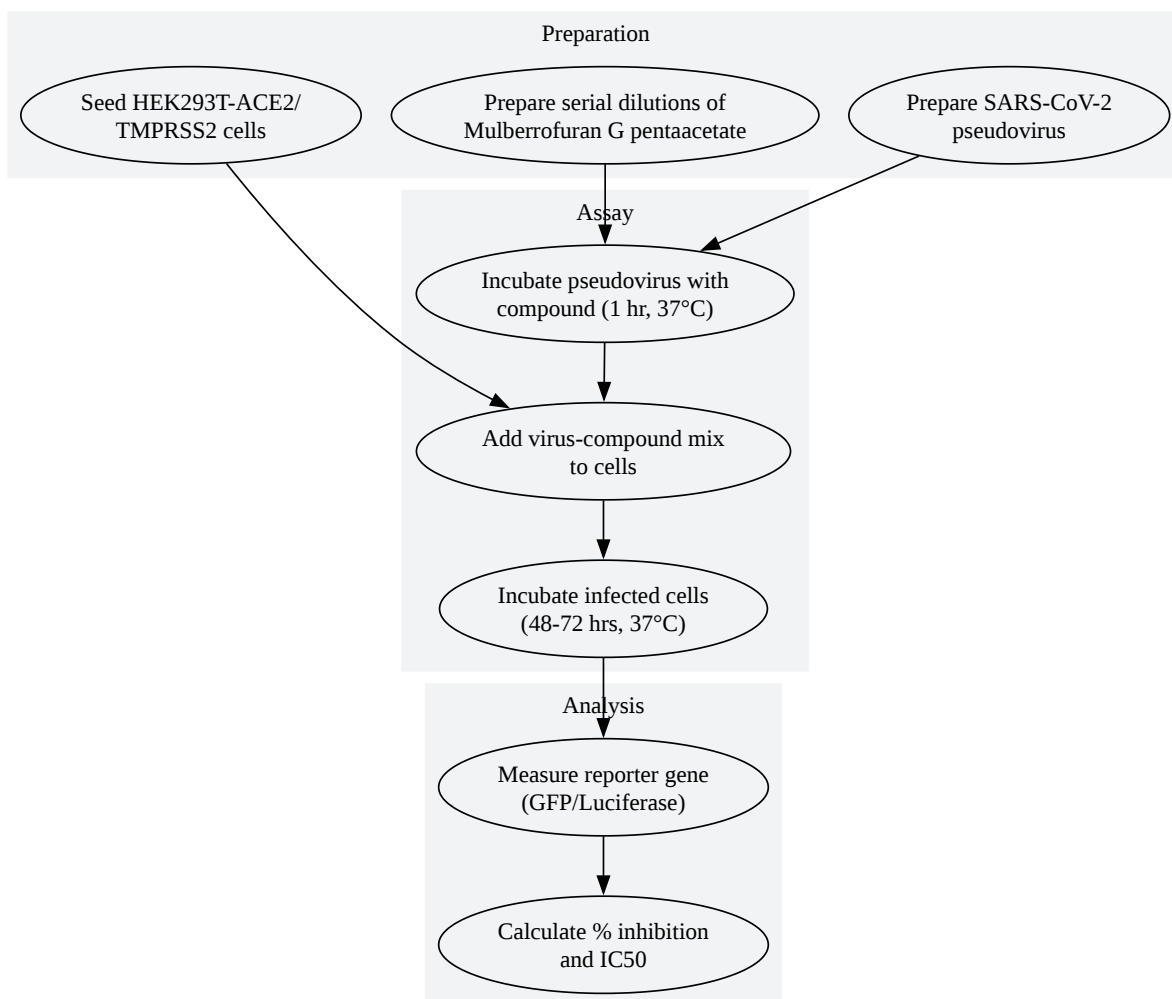 Preparation
Seed HEK293T-ACE2/
TMPRSS2 cells
Prepare serial dilutions of
Mulberrofuran G pentaacetate
Prepare SARS-CoV-2
pseudovirus
Assay
Incubate pseudovirus with
compound (1 hr, 37°C)
Add virus-compound mix
to cells
Incubate infected cells
(48-72 hrs, 37°C)
Analysis
Measure reporter gene
(GFP/Luciferase)
Calculate % inhibition
and IC50